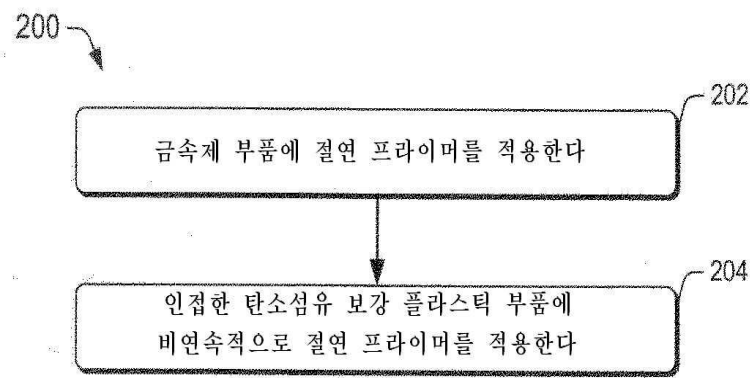 200
202
금속제 부품에 절연 프라이머를 적용한다
204
인접한 탄소섬유 보강 플라스틱 부품에
비연속적으로 절연 프라이머를 적용한다